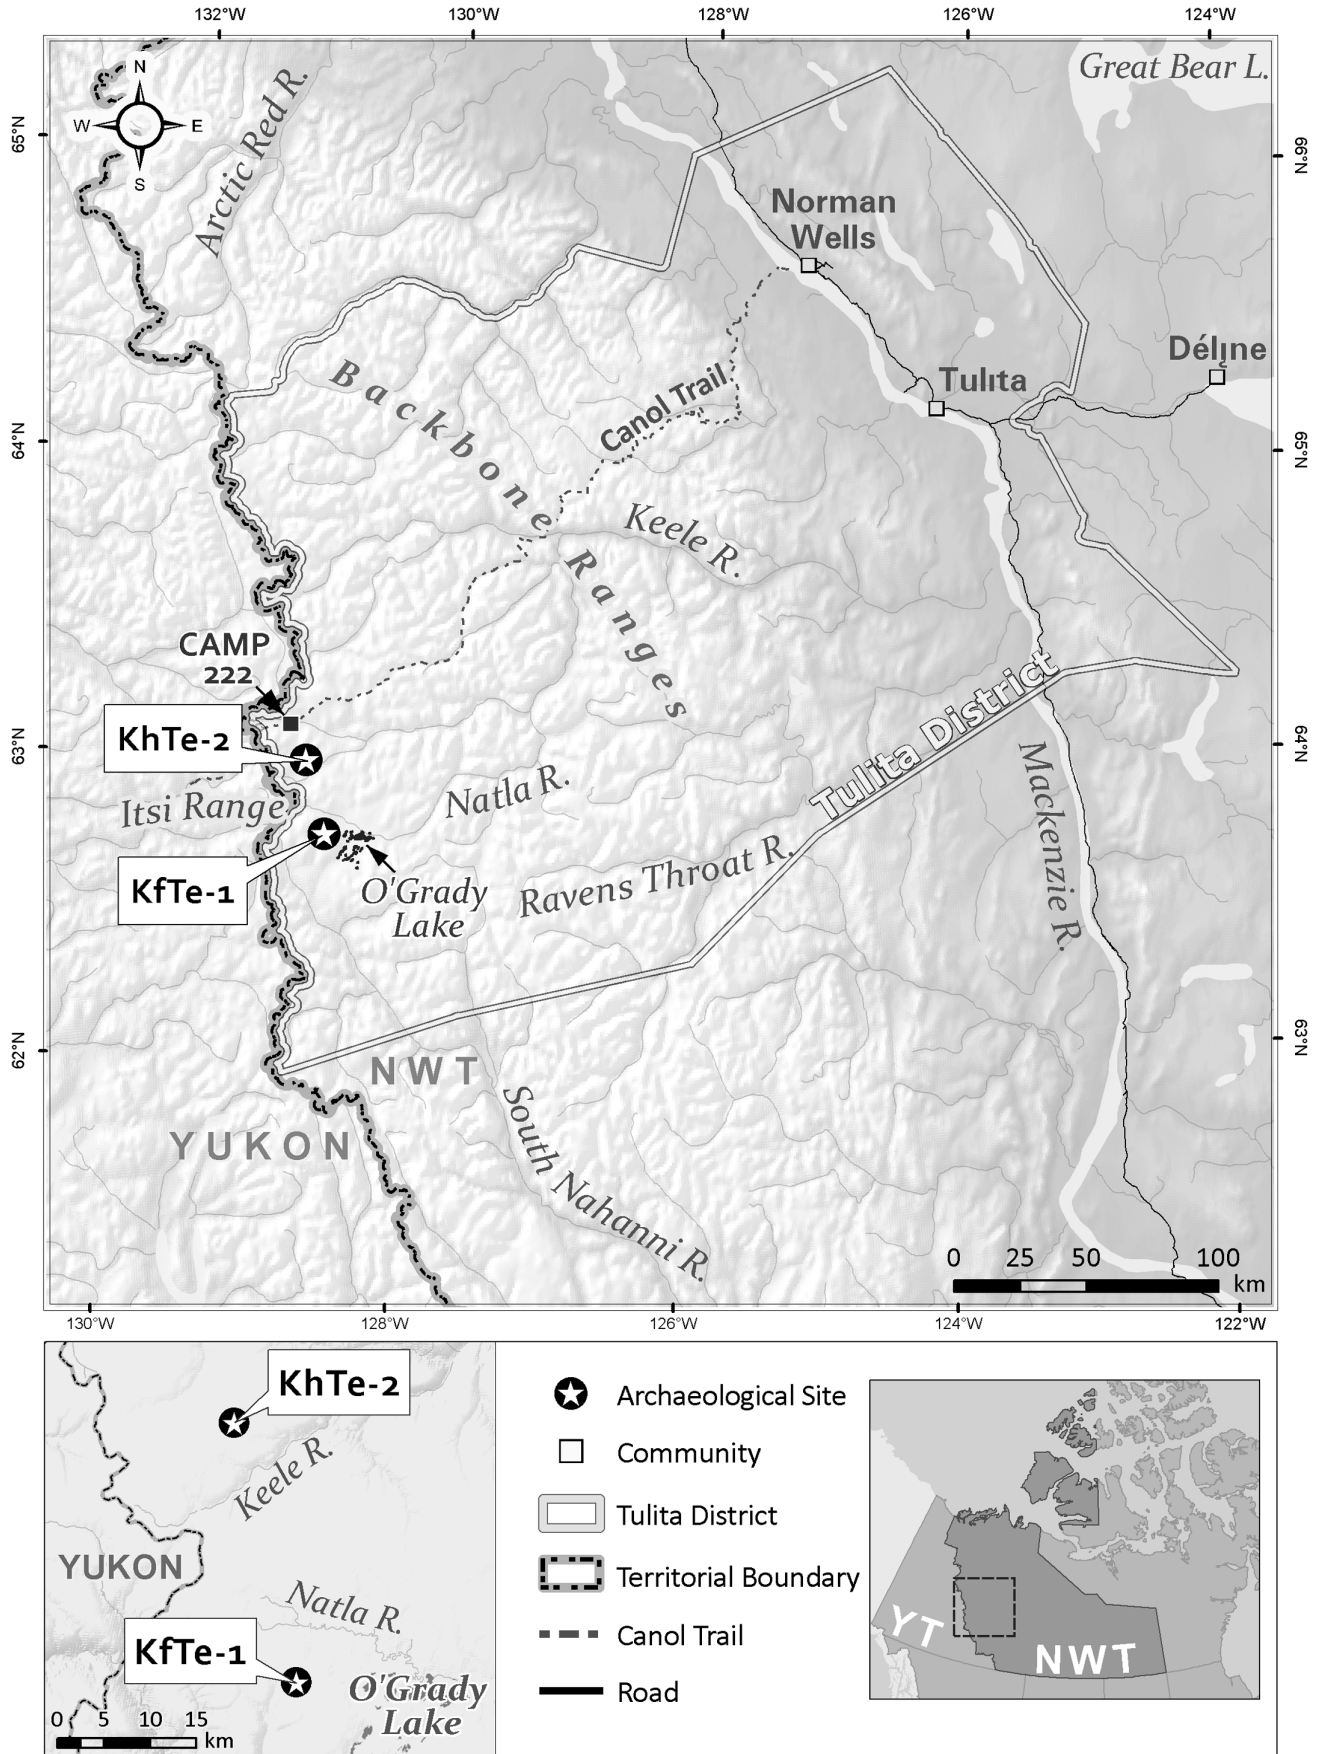 132°W 130°W 128°W 126°W 124°W
Great Bear L.
N
W E
S
Arctic Red R.
65°N
66°N
Norman
Wells
Délı̨ne
Tulıta
Backbone Ranges
Canol Trail
64°N
65°N
Keele R.
CAMP
222
KhTe-2
63°N
64°N
Tulita District
Itsi Range
Natla R.
Mackenzie R.
KfTe-1
O'Grady
Lake
Ravens Throat R.
62°N
63°N
NWT
YUKON
South Nahanni R.
0 25 50 100
km
130°W 128°W 126°W 124°W 122°W
KhTe-2
Keele R.
YUKON
Natla R.
KfTe-1
O'Grady
Lake
0 5 10 15
km
Archaeological Site
Community
Tulita District
Territorial Boundary
Canol Trail
Road
YT
NWT